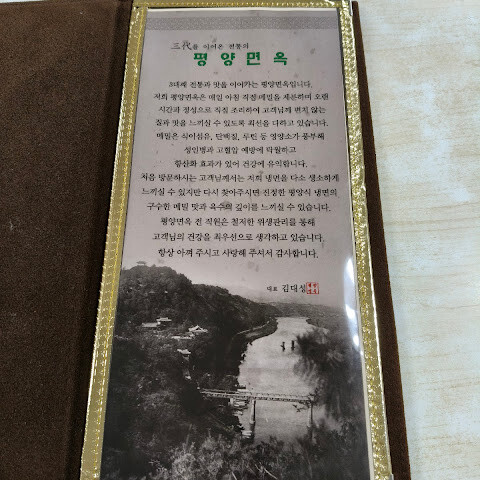 三代를 이어온 전통의
평양면옥
3대째 전통과 맛을 이어가는 평양면옥입니다.
저희 평양면옥은 매일 아침 직접 메밀을 제분하며 오랜
시간과 정성으로 직접 조리하여 고객님께 변치 않는
질과 맛을 느끼실 수 있도록 최선을 다하고 있습니다.
메밀은 식이섬유, 단백질, 루틴 등 영양소가 풍부해
성인병과 고혈압 예방에 탁월하고
항산화 효과가 있어 건강에 유익합니다.
처음 방문하시는 고객님께서는 저희 냉면을 다소 생소하게
느끼실 수 있지만 다시 찾아주시면 진정한 평양식 냉면의
구수한 메밀 맛과 육수의 깊이를 느끼실 수 있습니다.
평양면옥 전 직원은 철저한 위생관리를 통해
고객님의 건강을 최우선으로 생각하고 있습니다.
항상 아껴 주시고 사랑해 주셔서 감사합니다.
대표 김대성